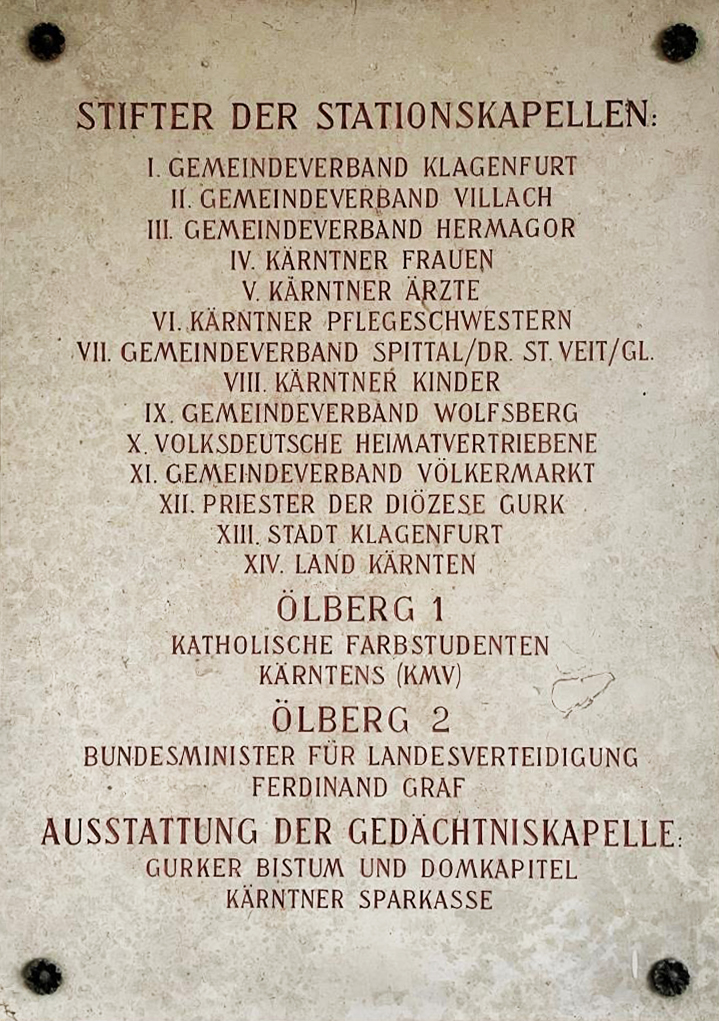 STIFTER DER STATIONSKAPELLEN:
I. GEMEINDEVERBAND KLAGENFURT
II. GEMEINDEVERBAND VILLACH
III. GEMEINDEVERBAND HERMAGOR
IV. KÄRNTNER FRAUEN
V. KÄRNTNER ÄRZTE
VI. KÄRNTNER PFLEGESCHWESTERN
VII. GEMEINDEVERBAND SPITTAL/DR. ST. VEIT/GL.
VIII. KÄRNTNER KINDER
IX. GEMEINDEVERBAND WOLFSBERG
X. VOLKSDEUTSCHE HEIMATVERTRIEBENE
XI. GEMEINDEVERBAND VÖLKERMARKT
XII. PRIESTER DER DIÖZESE GURK
XIII. STADT KLAGENFURT
XIV. LAND KÄRNTEN
ÖLBERG 1
KATHOLISCHE FARBSTUDENTEN
KÄRNTENS (KMV)
ÖLBERG 2
BUNDESMINISTER FÜR LANDESVERTEIDIGUNG
FERDINAND GRAF
AUSSTATTUNG DER GEDÄCHTNISKAPELLE:
GURKER BISTUM UND DOMKAPITEL
KÄRNTNER SPARKASSE